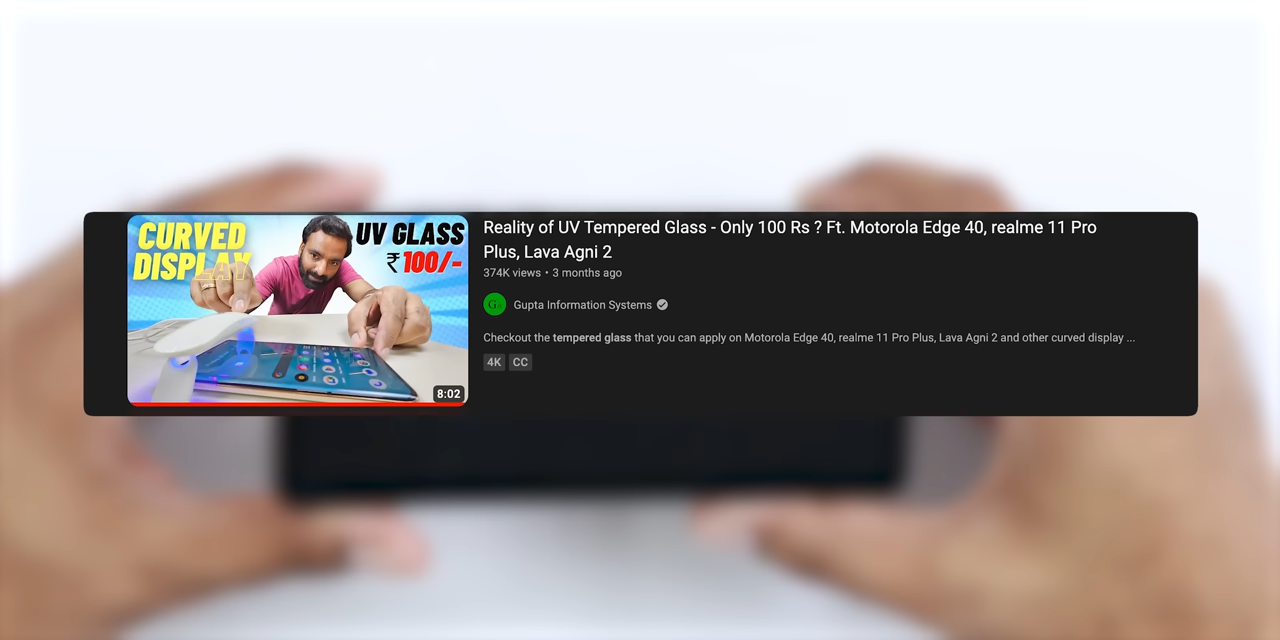 CURVED
DISPLAY
UV GLASS
₹100/-
8:02
Reality of UV Tempered Glass - Only 100 Rs ? Ft. Motorola Edge 40, realme 11 Pro
Plus, Lava Agni 2
374K views • 3 months ago
G
Gupta Information Systems
Checkout the tempered glass that you can apply on Motorola Edge 40, realme 11 Pro Plus, Lava Agni 2 and other curved display ...
4K CC